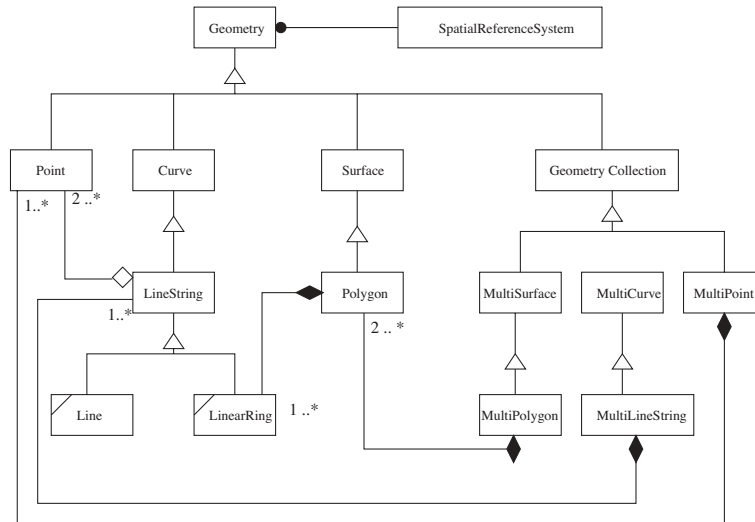 Geometry
SpatialReferenceSystem
Point
Curve
Surface
Geometry Collection
1..*
2 ..*
LineString
1..*
Polygon
2 .. *
MultiSurface
MultiCurve
MultiPoint
Line
LinearRing
1 ..*
MultiPolygon
MultiLineString